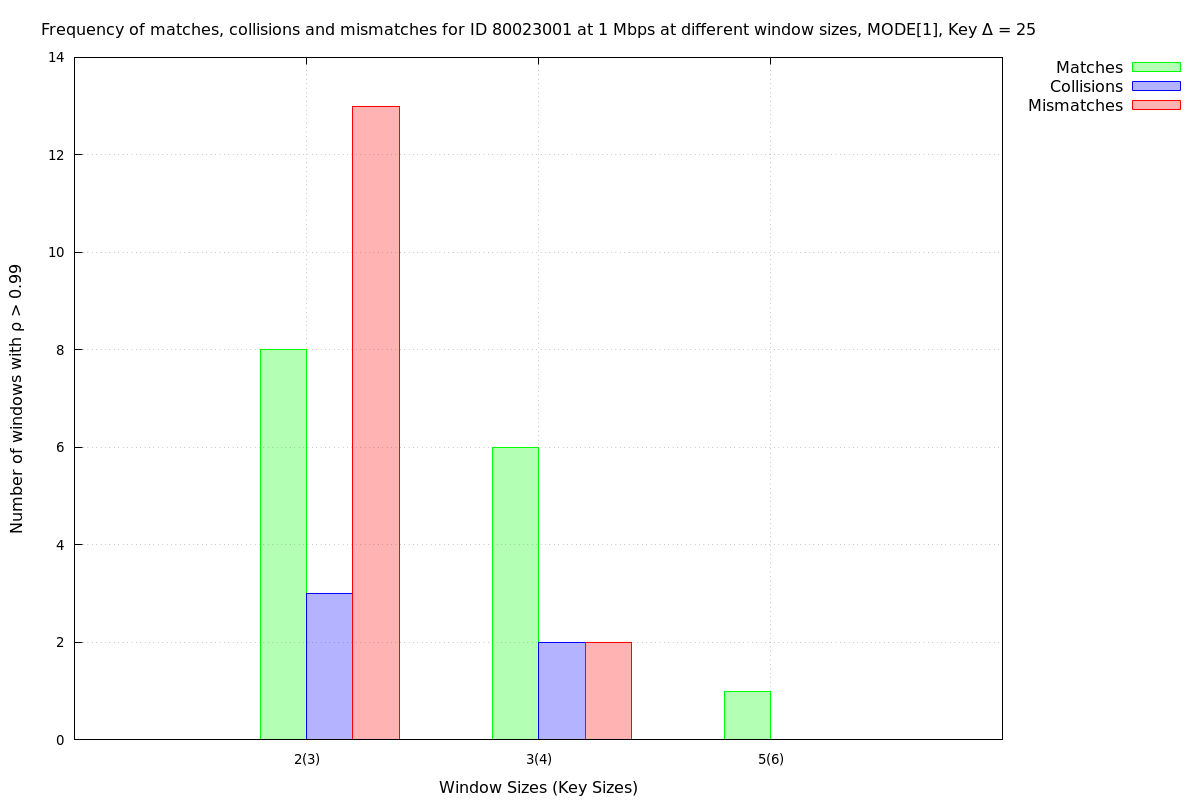 Frequency of matches, collisions and mismatches for ID 80023001 at 1 Mbps at different window sizes, MODE[1], Key Δ = 25
Matches
Collisions
Mismatches
Number of windows with ρ > 0.99
14
12
10
8
6
4
2
0
2(3)
3(4)
5(6)
Window Sizes (Key Sizes)